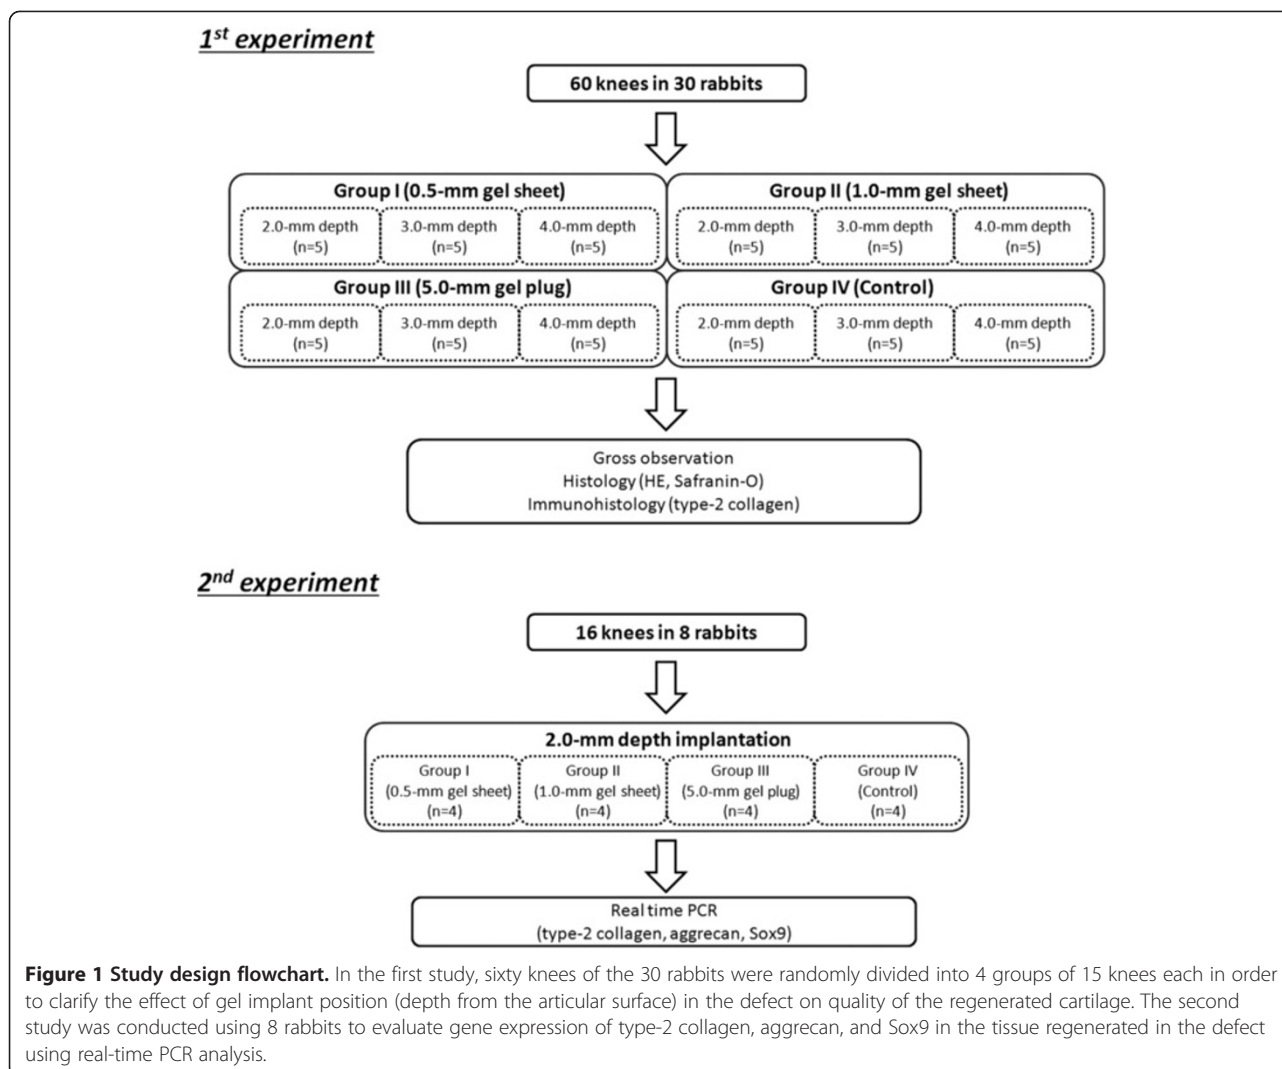 1st experiment
60 knees in 30 rabbits
Group I (0.5-mm gel sheet)
2.0-mm depth
(n=5)
3.0-mm depth
(n=5)
4.0-mm depth
(n=5)
Group II (1.0-mm gel sheet)
2.0-mm depth
(n=5)
3.0-mm depth
(n=5)
4.0-mm depth
(n=5)
Group III (5.0-mm gel plug)
2.0-mm depth
(n=5)
3.0-mm depth
(n=5)
4.0-mm depth
(n=5)
Group IV (Control)
2.0-mm depth
(n=5)
3.0-mm depth
(n=5)
4.0-mm depth
(n=5)
Gross observation
Histology (HE, Safranin-O)
Immunohistology (type-2 collagen)
2nd experiment
16 knees in 8 rabbits
2.0-mm depth implantation
Group I
(0.5-mm gel sheet)
(n=4)
Group II
(1.0-mm gel sheet)
(n=4)
Group III
(5.0-mm gel plug)
(n=4)
Group IV
(Control)
(n=4)
Real time PCR
(type-2 collagen, aggrecan, Sox9)
Figure 1 Study design flowchart. In the first study, sixty knees of the 30 rabbits were randomly divided into 4 groups of 15 knees each in order
to clarify the effect of gel implant position (depth from the articular surface) in the defect on quality of the regenerated cartilage. The second
study was conducted using 8 rabbits to evaluate gene expression of type-2 collagen, aggrecan, and Sox9 in the tissue regenerated in the defect
using real-time PCR analysis.